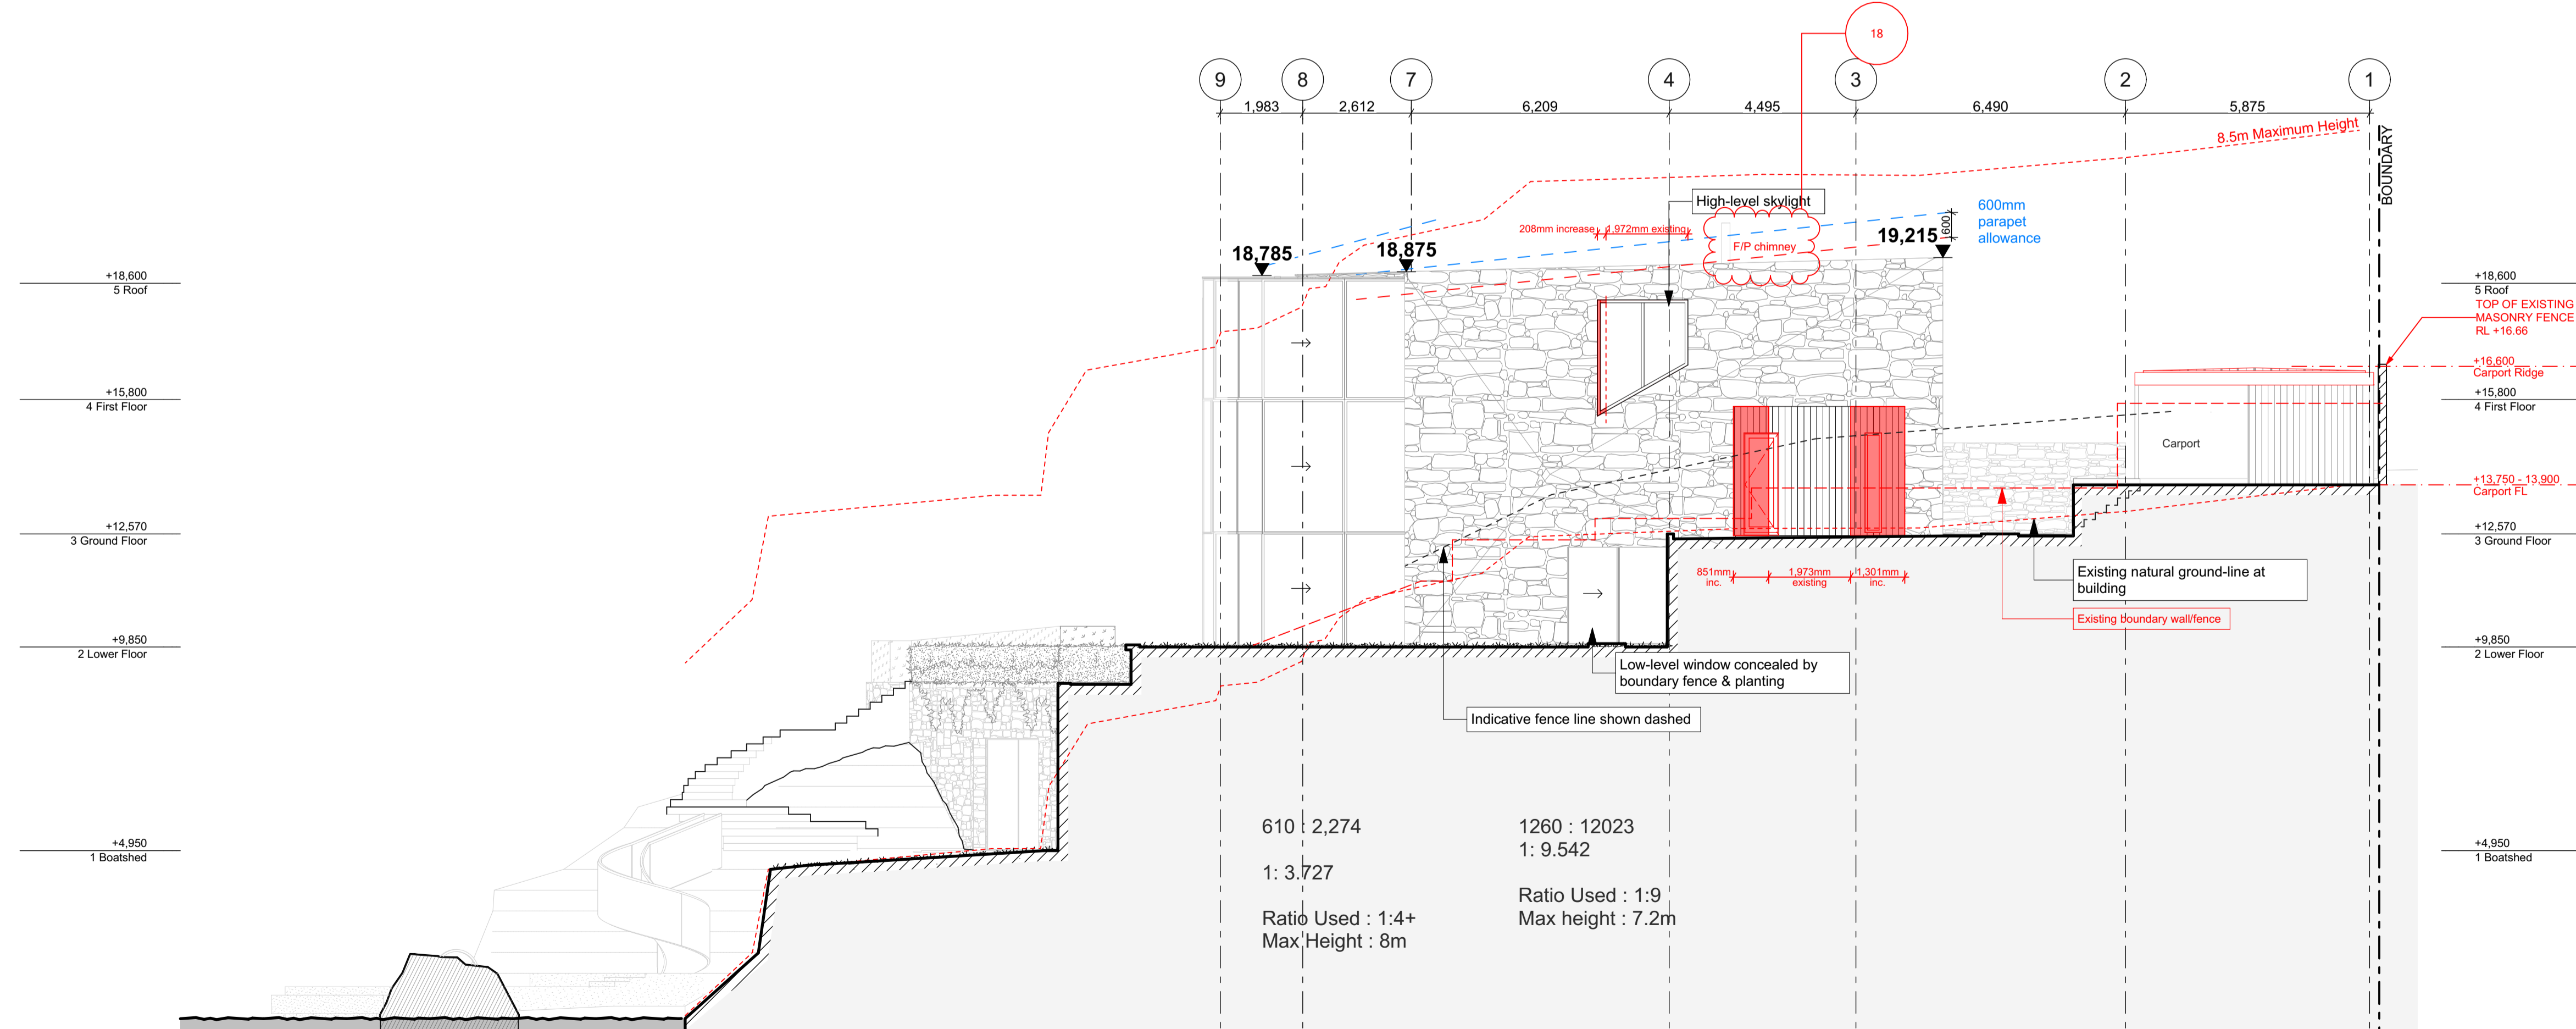 18
9
8
7
4
3
2
1
1,983
2,612
6,209
4,495
6,490
5,875
8.5m Maximum Height
BOUNDARY
High-level skylight
600mm
parapet
allowance
600
208mm increase
1,972mm existing
F/P chimney
18,785
18,875
19,215
+18,600
5 Roof
+15,800
4 First Floor
+12,570
3 Ground Floor
+9,850
2 Lower Floor
+4,950
1 Boatshed
+18,600
5 Roof
TOP OF EXISTING
MASONRY FENCE
RL +16.66
+16,600
Carport Ridge
+15,800
4 First Floor
+13,750 - 13,900
Carport FL
+12,570
3 Ground Floor
+9,850
2 Lower Floor
+4,950
1 Boatshed
Carport
851mm
inc.
1,973mm
existing
1,301mm
inc.
Existing natural ground-line at
building
Existing boundary wall/fence
Low-level window concealed by
boundary fence & planting
Indicative fence line shown dashed
610 : 2,274
1: 3.727
Ratio Used : 1:4+
Max Height : 8m
1260 : 12023
1: 9.542
Ratio Used : 1:9
Max height : 7.2m